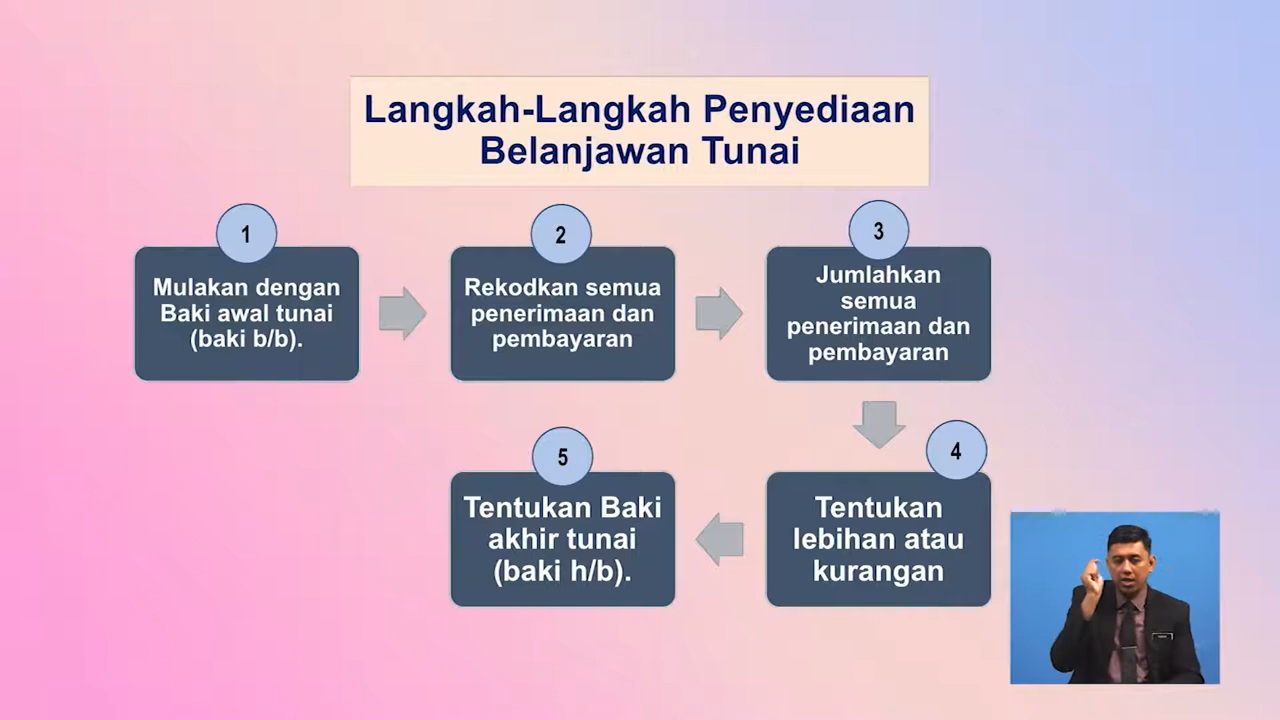 Langkah-Langkah Penyediaan
Belanjawan Tunai
1
Mulakan dengan
Baki awal tunai
(baki b/b).
2
Rekodkan semua
penerimaan dan
pembayaran
3
Jumlahkan
semua
penerimaan dan
pembayaran
4
Tentukan
lebihan atau
kurangan
5
Tentukan Baki
akhir tunai
(baki h/b).